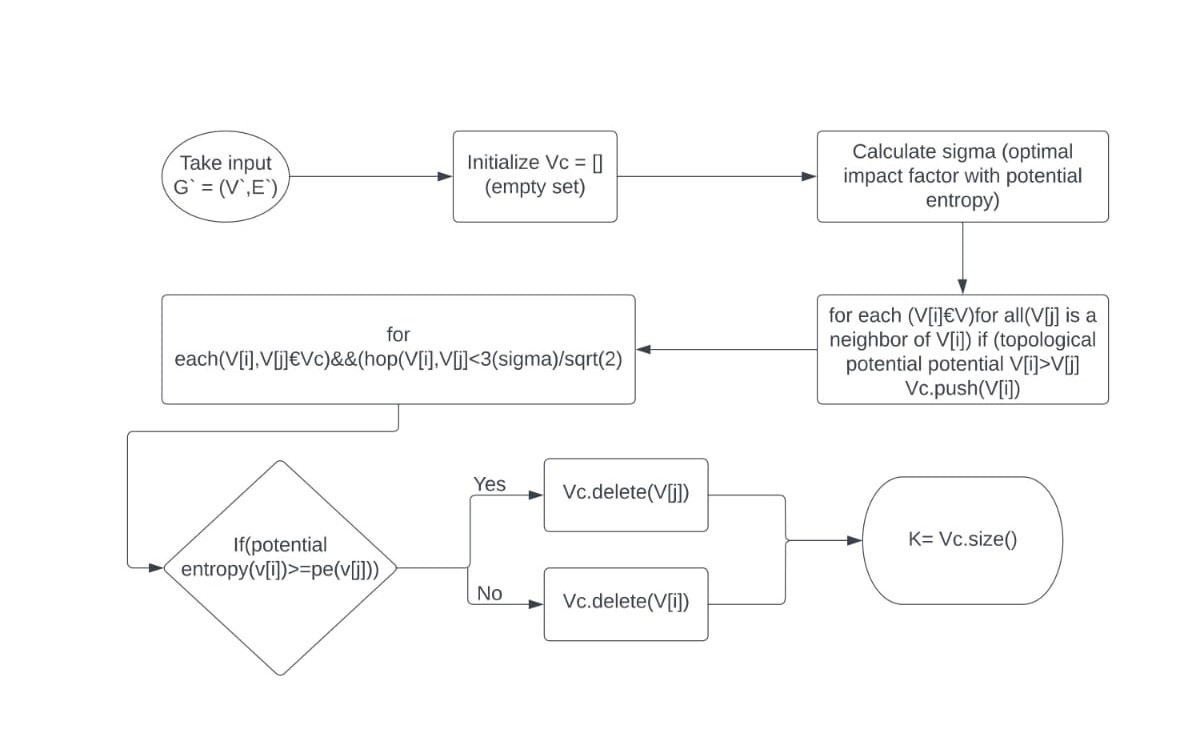 Take input
G` = (V`,E`)
Initialize Vc = []
(empty set)
Calculate sigma (optimal
impact factor with potential
entropy)
for each (V[i]€V)for all(V[j] is a
neighbor of V[i]) if (topological
potential potential V[i]>V[j]
Vc.push(V[i])
for
each(V[i],V[j]€Vc)&&(hop(V[i],V[j]<3(sigma)/sqrt(2)
If(potential
entropy(v[i])>=pe(v[j]))
Yes
Vc.delete(V[j])
No
Vc.delete(V[i])
K= Vc.size()